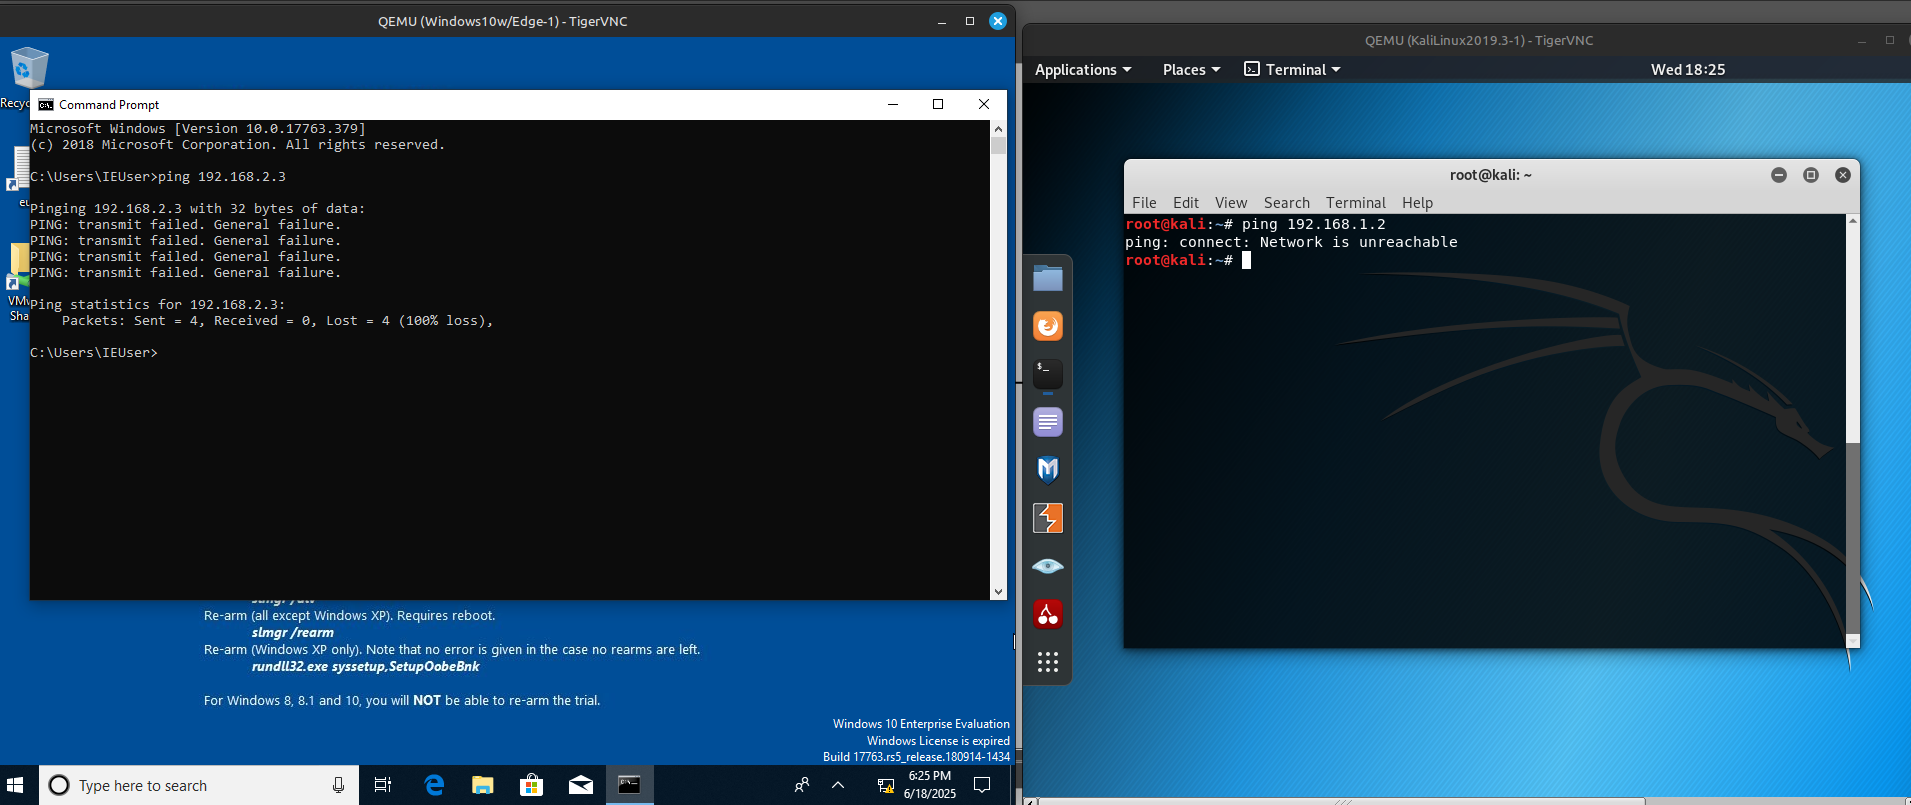 QEMU (Windows10w/Edge-1) - TigerVNC
Recyc
Command Prompt
Microsoft Windows [Version 10.0.17763.379]
(c) 2018 Microsoft Corporation. All rights reserved.
C:\Users\IEUser>ping 192.168.2.3
Pinging 192.168.2.3 with 32 bytes of data:
PING: transmit failed. General failure.
PING: transmit failed. General failure.
PING: transmit failed. General failure.
PING: transmit failed. General failure.
Ping statistics for 192.168.2.3:
Packets: Sent = 4, Received = 0, Lost = 4 (100% loss),
C:\Users\IEUser>
VMw
Sha
Re-arm (all except Windows XP). Requires reboot.
slmgr /rearm
Re-arm (Windows XP only). Note that no error is given in the case no rearms are left.
rundll32.exe syssetup,SetupOobeBnk
For Windows 8, 8.1 and 10, you will NOT be able to re-arm the trial.
Windows 10 Enterprise Evaluation
Windows License is expired
Build 17763.rs5_release.180914-1434
Type here to search
6:25 PM
6/18/2025
QEMU (KaliLinux2019.3-1) - TigerVNC
Applications Places Terminal Wed 18:25
root@kali: ~
File Edit View Search Terminal Help
root@kali:~# ping 192.168.1.2
ping: connect: Network is unreachable
root@kali:~#